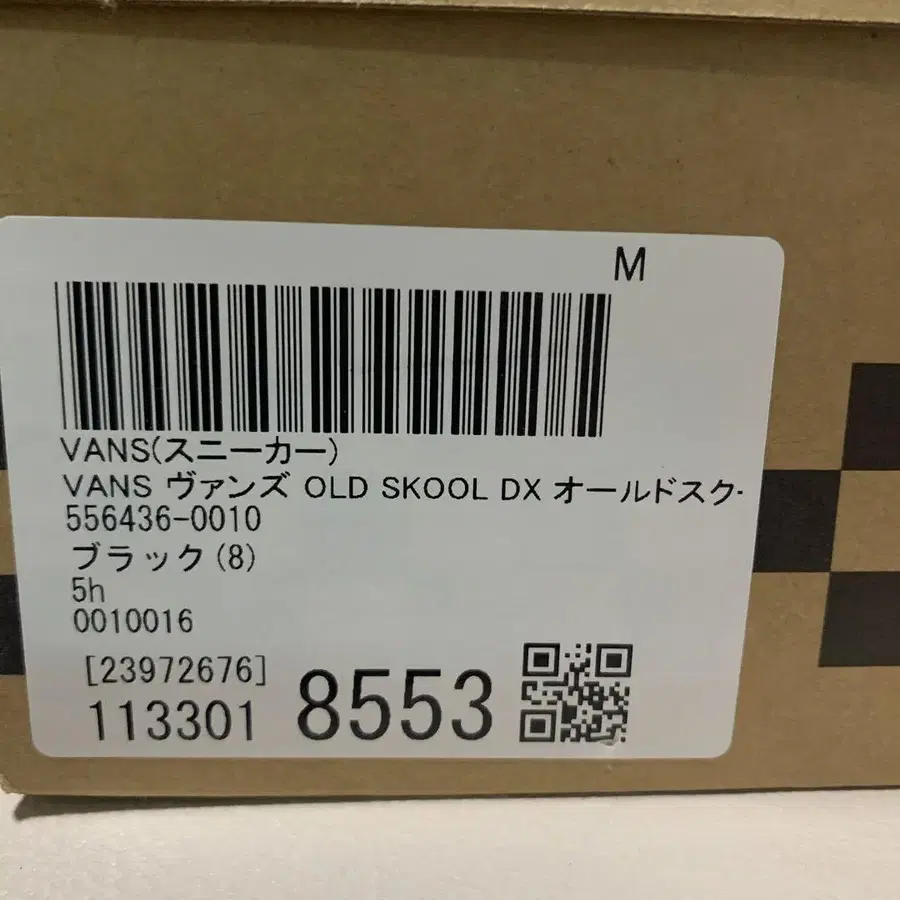 M
VANS(スニーカー)
VANS ヴァンズ OLD SKOOL DX オールドスク
556436-0010
ブラック(8)
5h
0010016
[23972676]
113301 8553